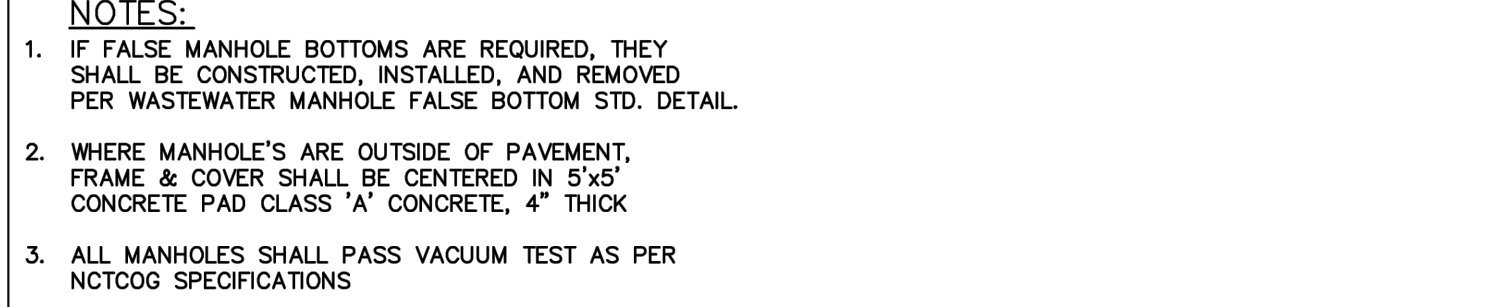 NOTES:
1. IF FALSE MANHOLE BOTTOMS ARE REQUIRED, THEY
SHALL BE CONSTRUCTED, INSTALLED, AND REMOVED
PER WASTEWATER MANHOLE FALSE BOTTOM STD. DETAIL.
2. WHERE MANHOLE'S ARE OUTSIDE OF PAVEMENT,
FRAME & COVER SHALL BE CENTERED IN 5'x5'
CONCRETE PAD CLASS 'A' CONCRETE, 4" THICK
3. ALL MANHOLES SHALL PASS VACUUM TEST AS PER
NCTCOG SPECIFICATIONS